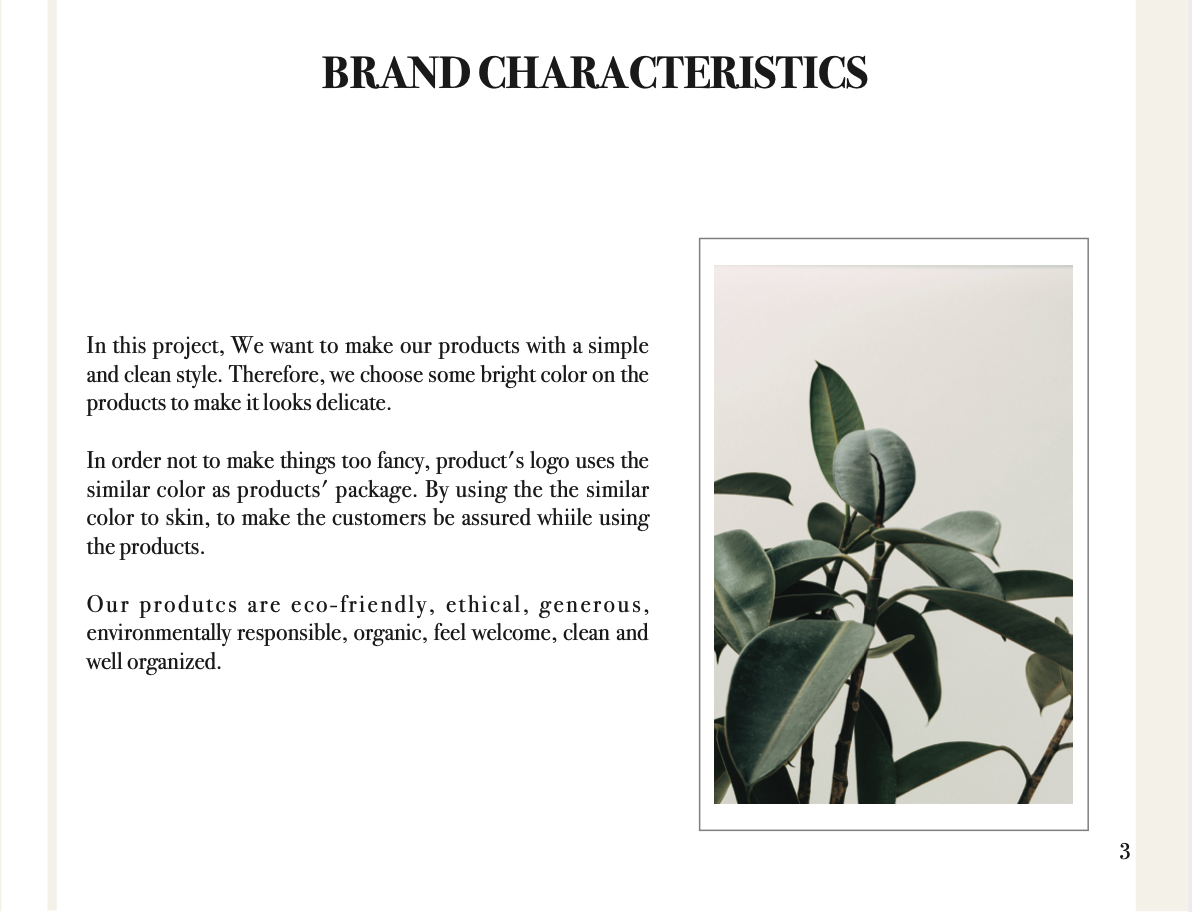 BRAND CHARACTERISTICS
In this project, We want to make our products with a simple
and clean style. Therefore, we choose some bright color on the
products to make it looks delicate.
In order not to make things too fancy, product's logo uses the
similar color as products' package. By using the the similar
color to skin, to make the customers be assured whiile using
the products.
Our produtcs are eco-friendly, ethical, generous,
environmentally responsible, organic, feel welcome, clean and
well organized.
3